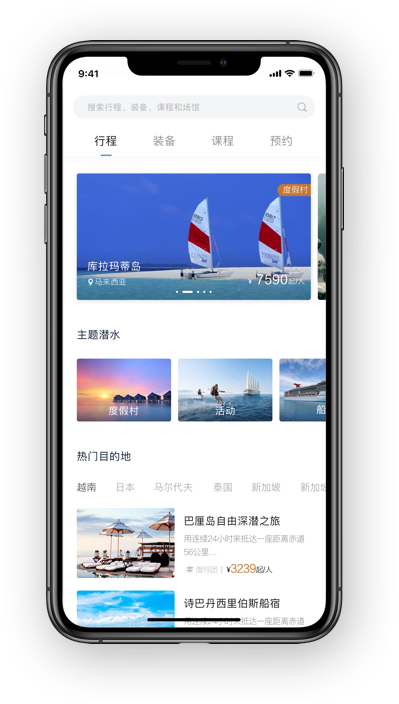 9:41
搜索行程、装备、课程和场馆
行程 装备 课程 预约
度假村
库拉玛蒂岛
马来西亚
¥ 7590起/人
主题潜水
度假村 活动 船
热门目的地
越南 日本 马尔代夫 泰国 新加坡 新加坡
巴厘岛自由深潜之旅
用连续24小时来抵达一座距离赤道
56公里...
¥3239起/人
诗巴丹西里伯斯船宿
用连续24小时来抵达一座距离赤道